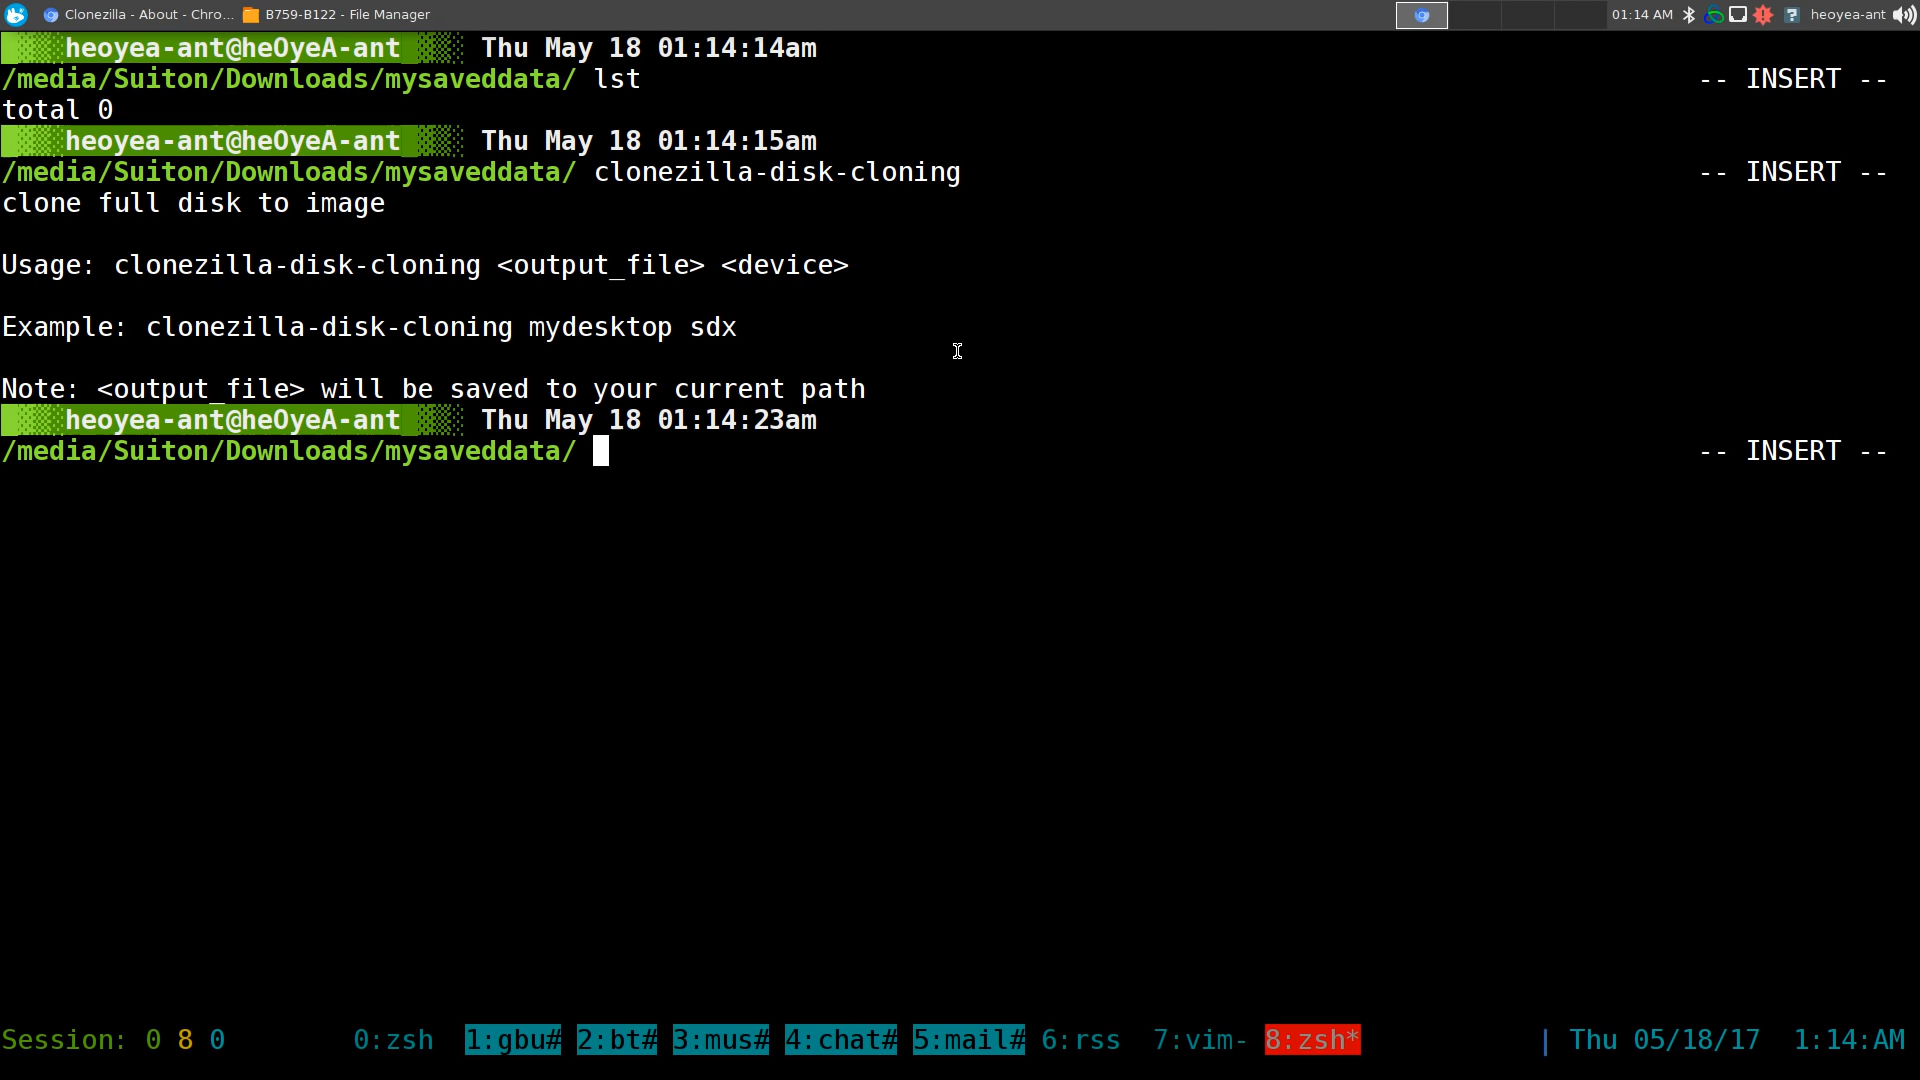 Clonezilla - About - Chro... B759-B122 - File Manager 01:14 AM ? heoyea-ant
heoyea-ant@heOyeA-ant Thu May 18 01:14:14am
/media/Suiton/Downloads/mysaveddata/ lst -- INSERT --
total 0
heoyea-ant@heOyeA-ant Thu May 18 01:14:15am
/media/Suiton/Downloads/mysaveddata/ clonezilla-disk-cloning -- INSERT --
clone full disk to image
Usage: clonezilla-disk-cloning <output_file> <device>
Example: clonezilla-disk-cloning mydesktop sdx
Note: <output_file> will be saved to your current path
heoyea-ant@heOyeA-ant Thu May 18 01:14:23am
/media/Suiton/Downloads/mysaveddata/ -- INSERT --
Session: 0 8 0 0:zsh 1:gbu# 2:bt# 3:mus# 4:chat# 5:mail# 6:rss 7:vim- 8:zsh* | Thu 05/18/17 1:14:AM